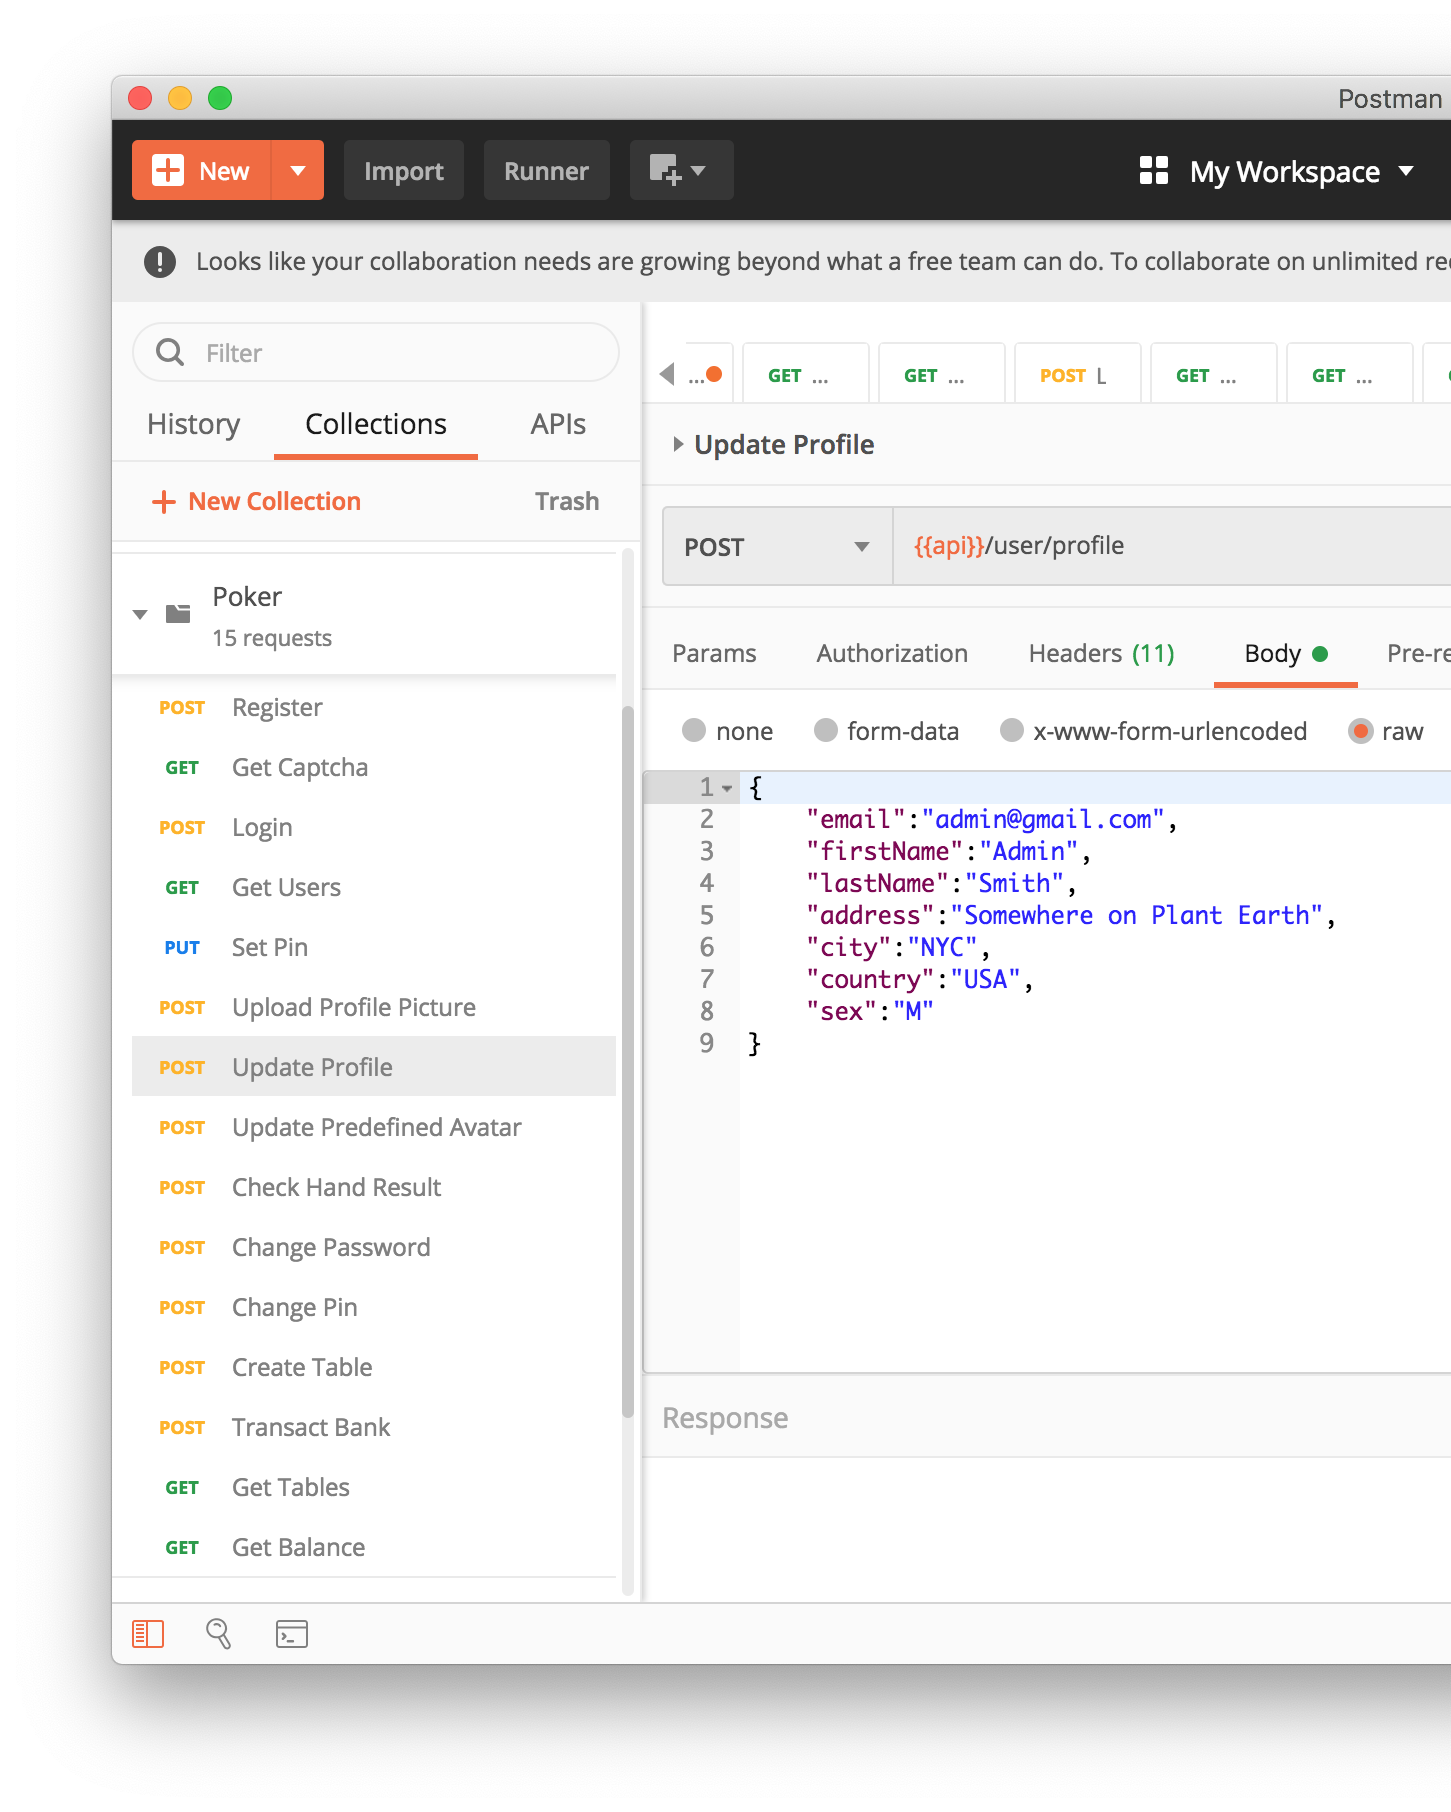 Postman
New
Import
Runner
My Workspace
Looks like your collaboration needs are growing beyond what a free team can do. To collaborate on unlimited
Filter
History
Collections
APIs
New Collection
Trash
Poker
15 requests
POST Register
GET Get Captcha
POST Login
GET Get Users
PUT Set Pin
POST Upload Profile Picture
POST Update Profile
POST Update Predefined Avatar
POST Check Hand Result
POST Change Password
POST Change Pin
POST Create Table
POST Transact Bank
GET Get Tables
GET Get Balance
...
GET ...
GET ...
POST L
GET ...
GET ...
Update Profile
POST
{{api}}/user/profile
Params
Authorization
Headers (11)
Body
Pre-re
none
form-data
x-www-form-urlencoded
raw
1 {
2 "email":"admin@gmail.com",
3 "firstName":"Admin",
4 "lastName":"Smith",
5 "address":"Somewhere on Plant Earth",
6 "city":"NYC",
7 "country":"USA",
8 "sex":"M"
9 }
Response